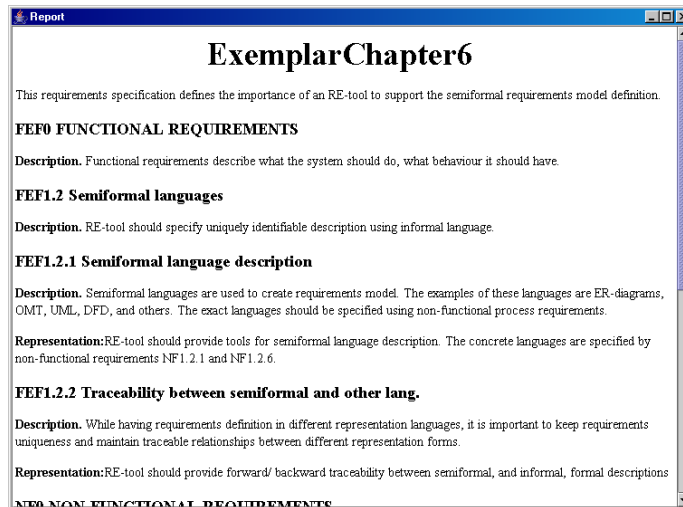 Report
ExemplarChapter6
This requirements specification defines the importance of an RE-tool to support the semiformal requirements model definition.
FEF0 FUNCTIONAL REQUIREMENTS
Description. Functional requirements describe what the system should do, what behaviour it should have.
FEF1.2 Semiformal languages
Description. RE-tool should specify uniquely identifiable description using informal language.
FEF1.2.1 Semiformal language description
Description. Semiformal languages are used to create requirements model. The examples of these languages are ER-diagrams,
OMT, UML, DFD, and others. The exact languages should be specified using non-functional process requirements.
Representation:RE-tool should provide tools for semiformal language description. The concrete languages are specified by
non-functional requirements NF1.2.1 and NF1.2.6.
FEF1.2.2 Traceability between semiformal and other lang.
Description. While having requirements definition in different representation languages, it is important to keep requirements
uniqueness and maintain traceable relationships between different representation forms.
Representation:RE-tool should provide forward/ backward traceability between semiformal, and informal, formal descriptions
NF0 NON-FUNCTIONAL REQUIREMENTS